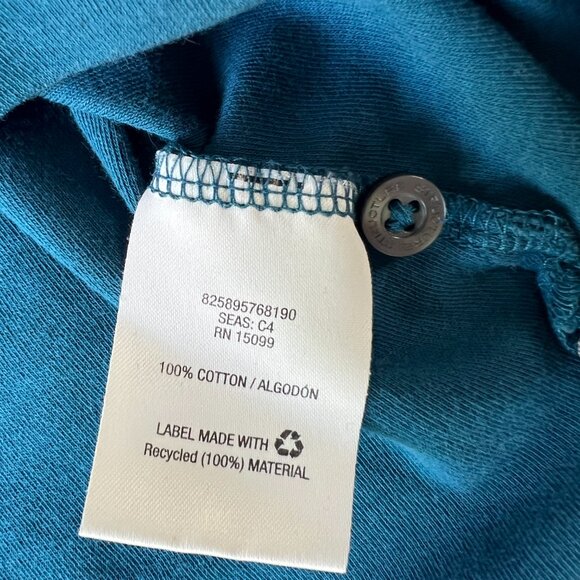 825895768190
SEAS: C4
RN 15099
100% COTTON / ALGODÓN
LABEL MADE WITH
Recycled (100%) MATERIAL